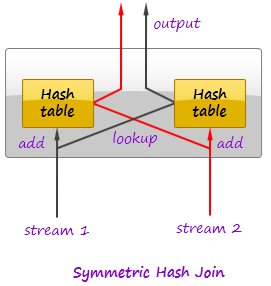 output
Hash
table
Hash
table
add
lookup
add
stream 1
stream 2
Symmetric Hash Join